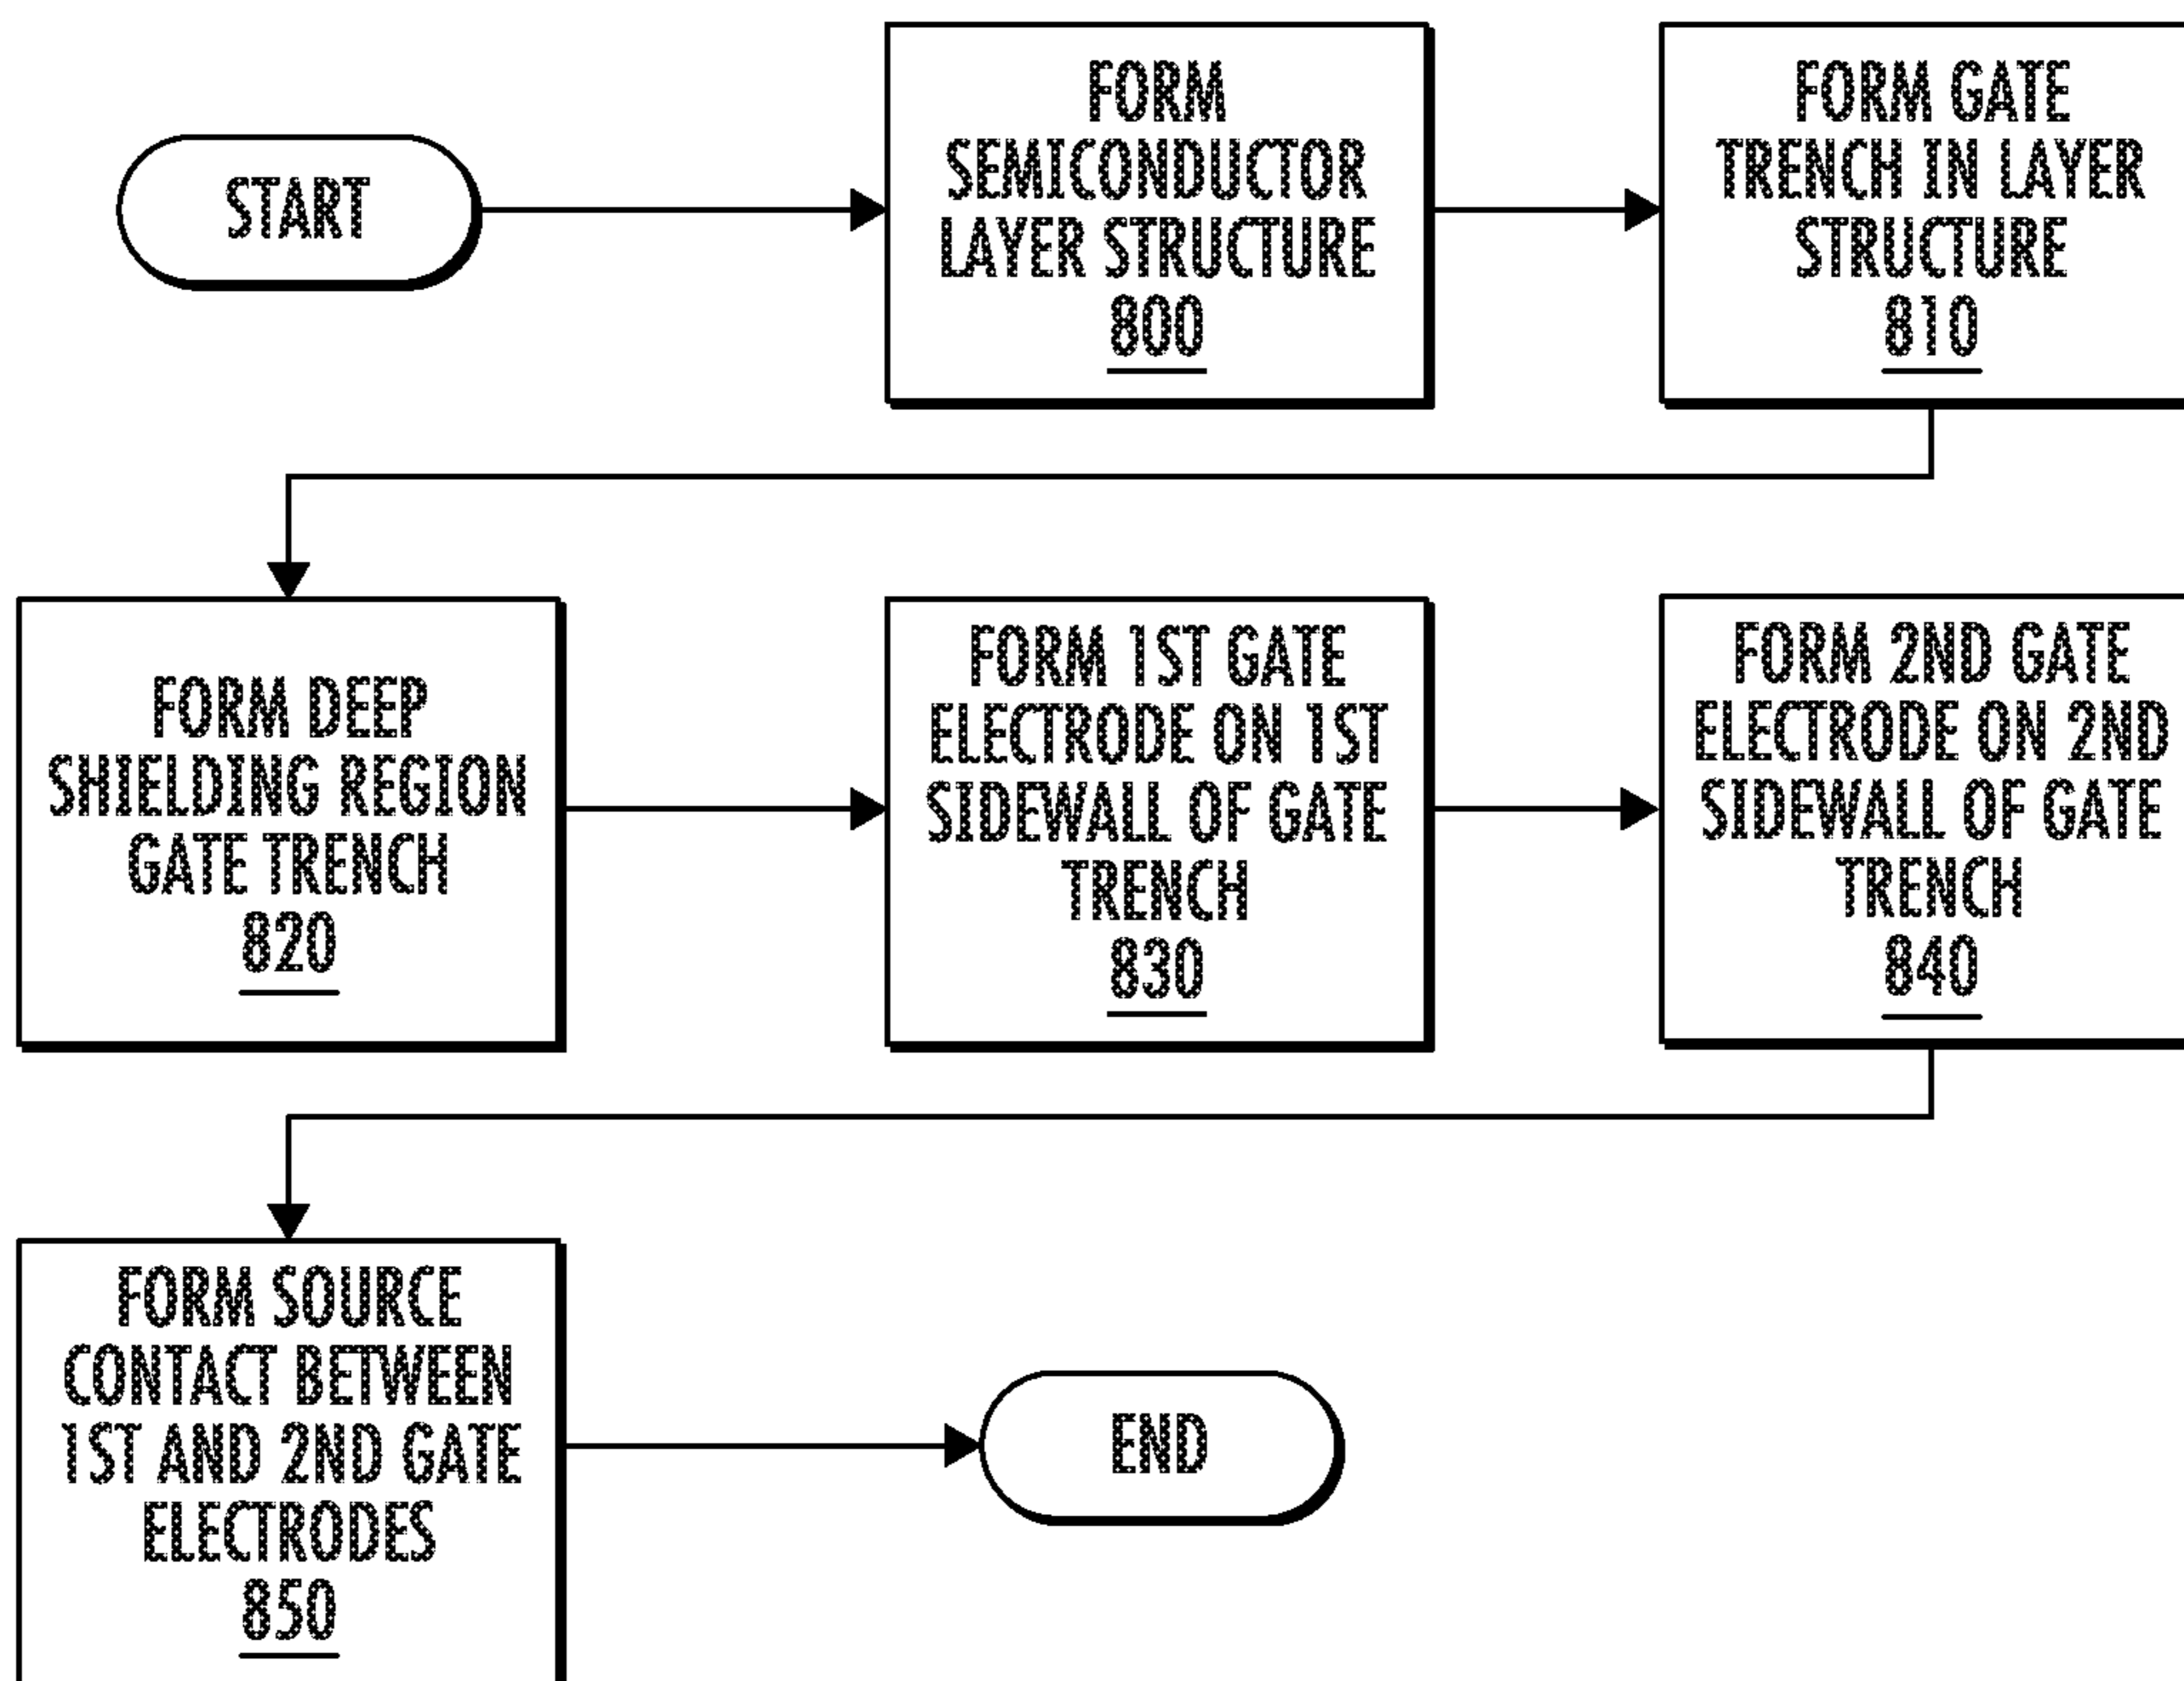 START
FORM
SEMICONDUCTOR
LAYER STRUCTURE
800
FORM GATE
TRENCH IN LAYER
STRUCTURE
810
FORM DEEP
SHIELDING REGION
GATE TRENCH
820
FORM 1ST GATE
ELECTRODE ON 1ST
SIDEWALL OF GATE
TRENCH
830
FORM 2ND GATE
ELECTRODE ON 2ND
SIDEWALL OF GATE
TRENCH
840
FORM SOURCE
CONTACT BETWEEN
1ST AND 2ND GATE
ELECTRODES
850
END